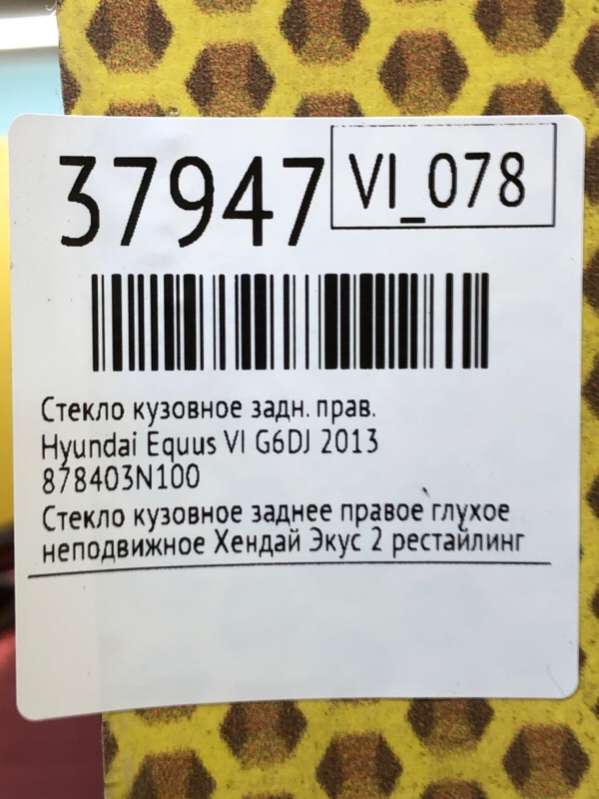 37947
VI_078
Стекло кузовное задн. прав.
Hyundai Equus VI G6DJ 2013
878403N100
Стекло кузовное заднее правое глухое
неподвижное Хендай Экус 2 рестайлинг